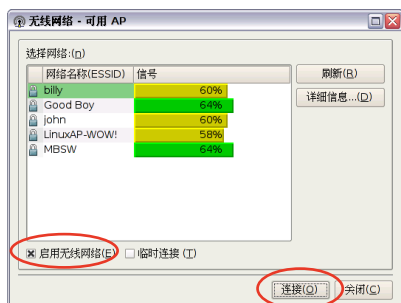 无线网络 - 可用 AP
选择网络:(n)
网络名称(ESSID) 信号
刷新(R)
billy 60%
详细信息...(D)
Good Boy 64%
john 60%
LinuxAP-WOW! 58%
MBSW 64%
启用无线网络(E) 临时连接 (T)
连接(O) 关闭(C)